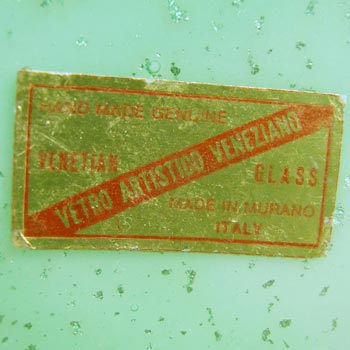 HAND MADE GENUINE
VENETIAN GLASS
VETRO ARTISTICO VENEZIANO
MADE IN MURANO
ITALY